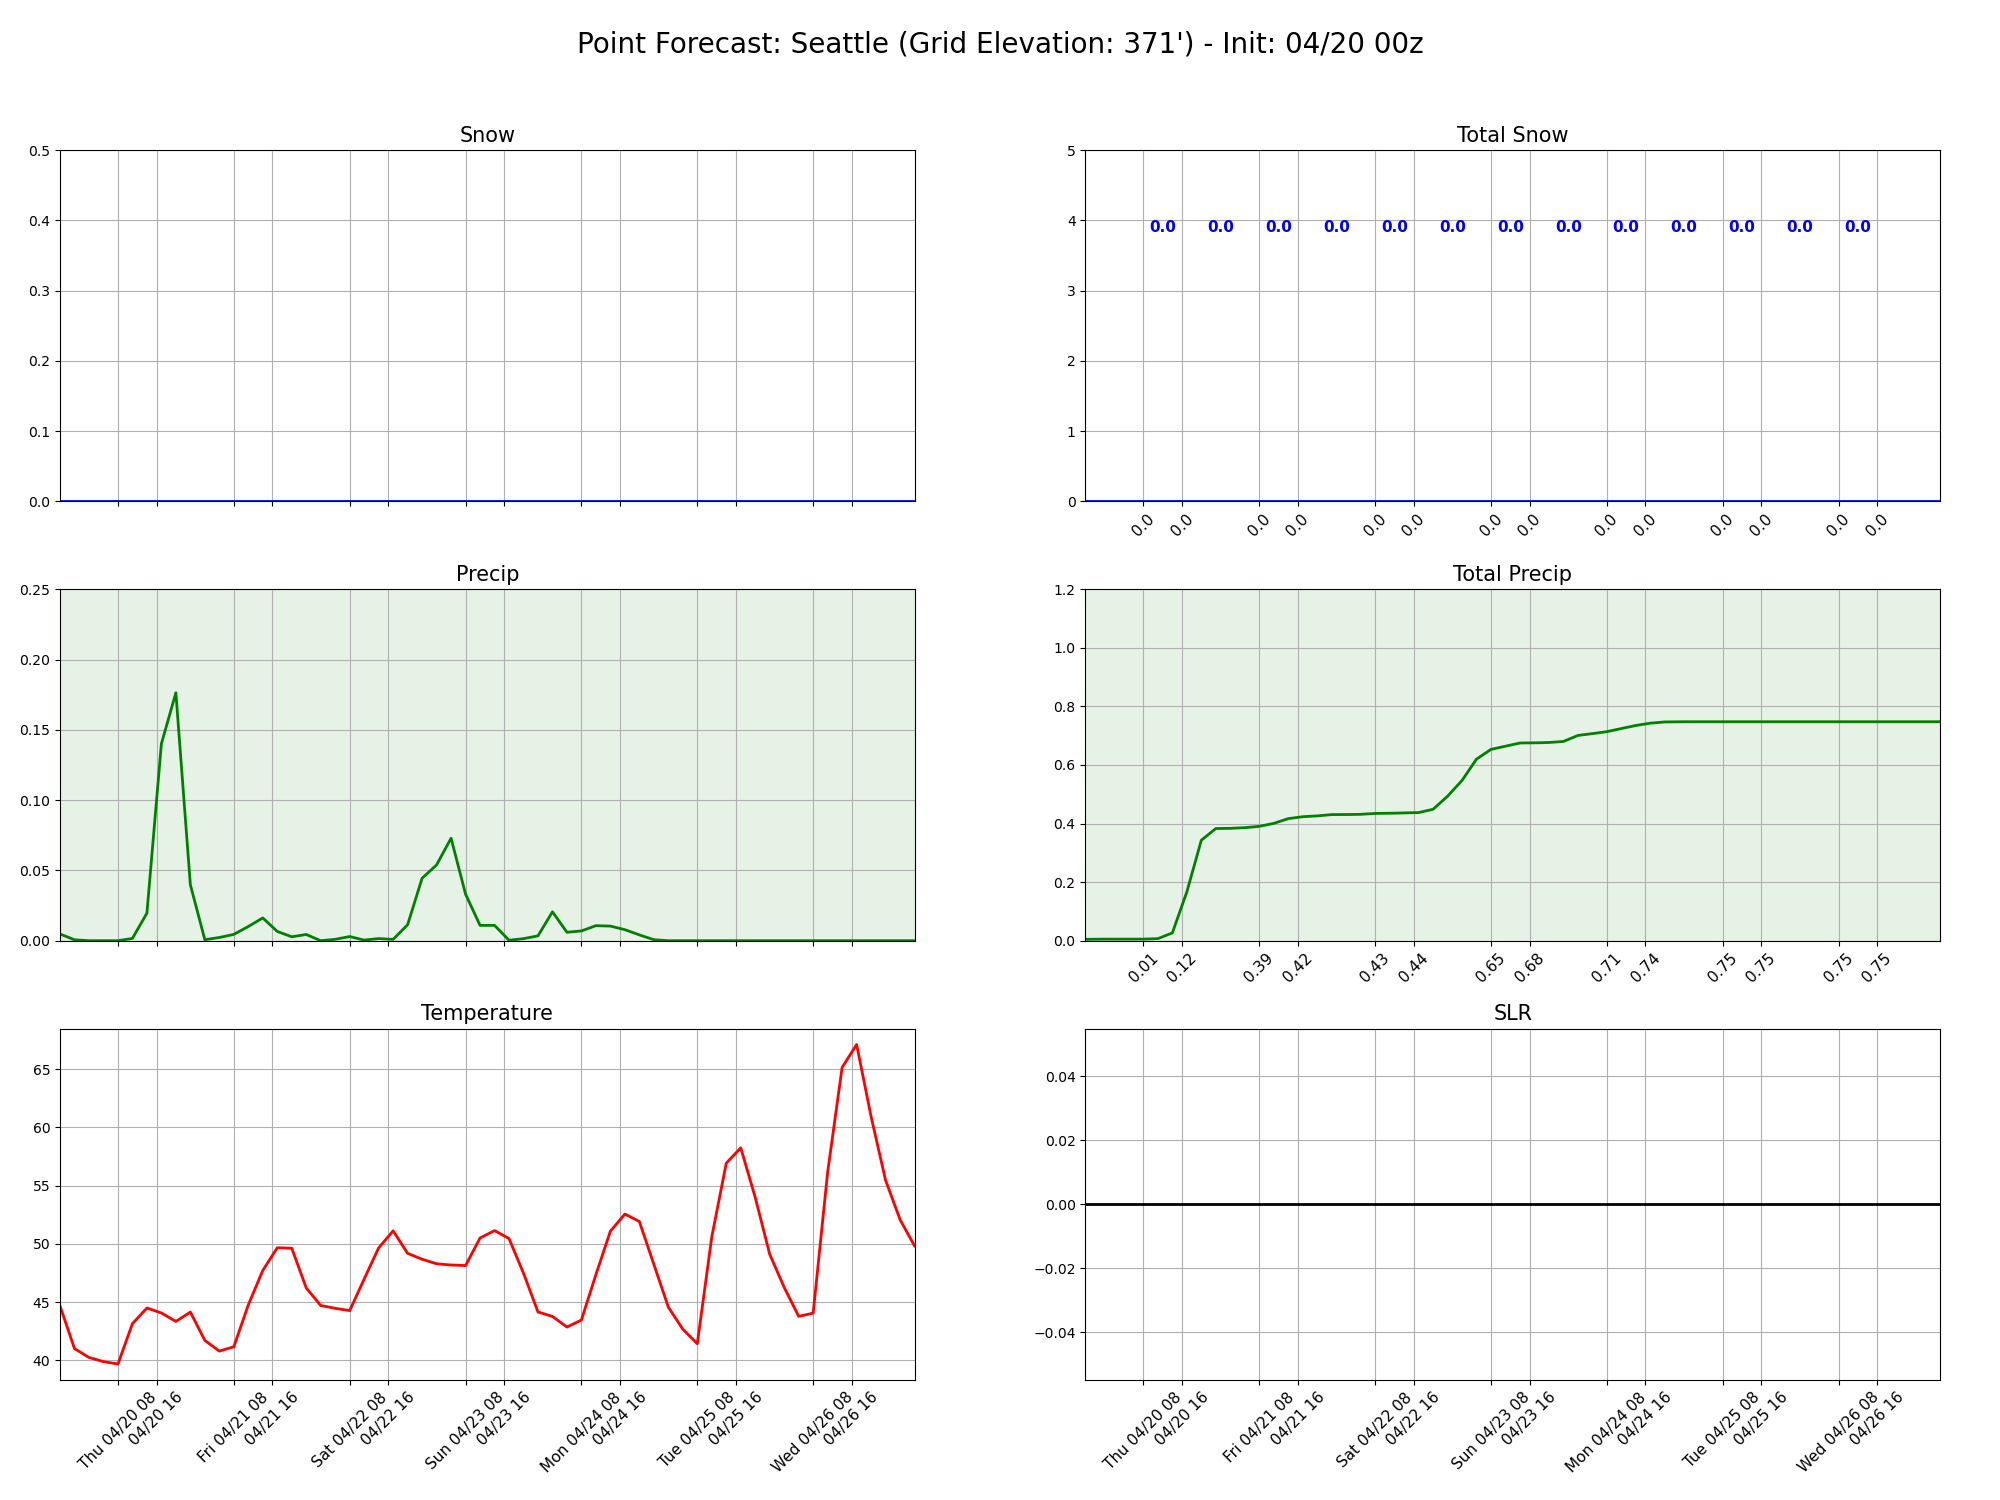 Point Forecast: Seattle (Grid Elevation: 371') - Init: 04/20 00z
Snow
0.5
0.4
0.3
0.2
0.1
0.0
Total Snow
5
4
3
2
1
0
0.0 0.0 0.0 0.0 0.0 0.0 0.0 0.0 0.0 0.0 0.0 0.0 0.0
0.0 0.0 0.0 0.0 0.0 0.0 0.0 0.0 0.0 0.0 0.0 0.0 0.0 0.0
Precip
0.25
0.20
0.15
0.10
0.05
0.00
Total Precip
1.2
1.0
0.8
0.6
0.4
0.2
0.0
0.01 0.12 0.39 0.42 0.43 0.44 0.65 0.68 0.71 0.74 0.75 0.75 0.75 0.75
Temperature
65
60
55
50
45
40
Thu 04/20 08
04/20 16
Fri 04/21 08
04/21 16
Sat 04/22 08
04/22 16
Sun 04/23 08
04/23 16
Mon 04/24 08
04/24 16
Tue 04/25 08
04/25 16
Wed 04/26 08
04/26 16
SLR
0.04
0.02
0.00
−0.02
−0.04
Thu 04/20 08
04/20 16
Fri 04/21 08
04/21 16
Sat 04/22 08
04/22 16
Sun 04/23 08
04/23 16
Mon 04/24 08
04/24 16
Tue 04/25 08
04/25 16
Wed 04/26 08
04/26 16